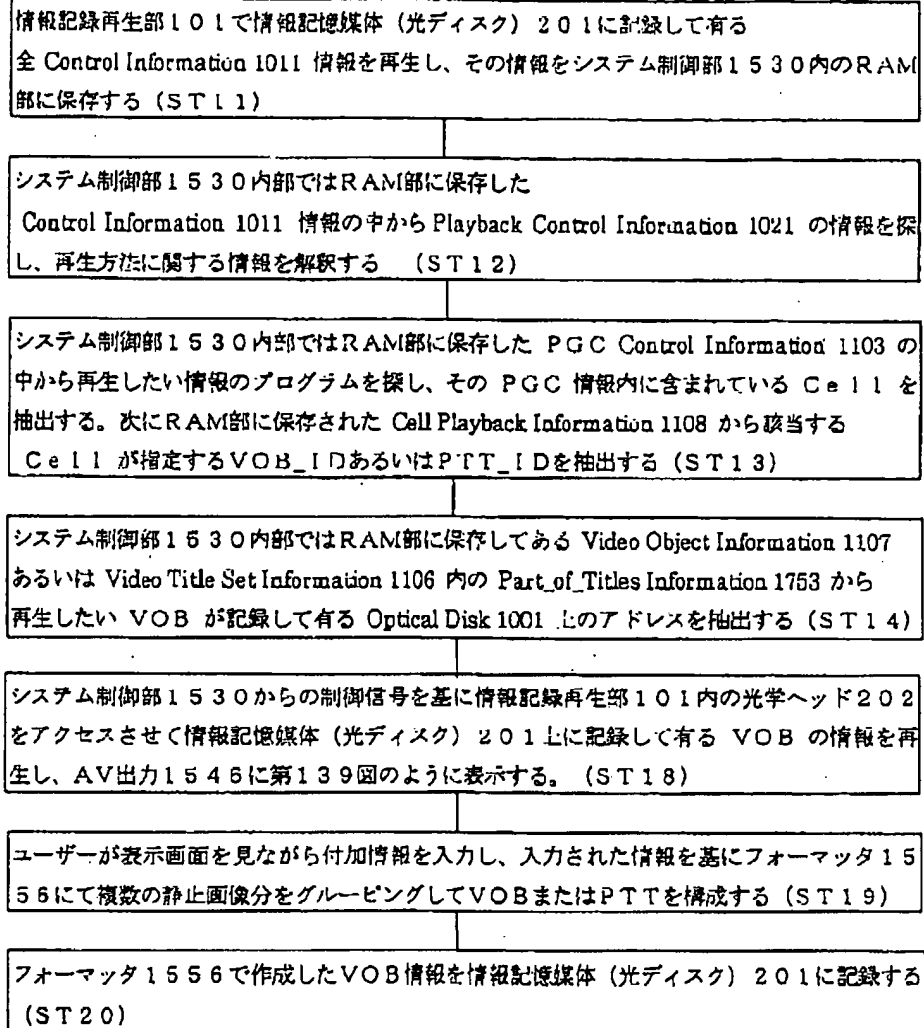 情報記録再生部101で情報記憶媒体(光ディスク)201に記録して有る
全 Control Information 1011 情報を再生し、その情報をシステム制御部1530内のRAM
部に保存する(ST11)
システム制御部1530内部ではRAM部に保存した
Control Information 1011 情報の中から Playback Control Information 1021 の情報を探
し、再生方法に関する情報を解釈する (ST12)
システム制御部1530内部ではRAM部に保存した PGC Control Information 1103 の
中から再生したい情報のプログラムを探し、その PGC 情報内に含まれている Cell を
抽出する。次にRAM部に保存された Cell Playback Information 1108 から該当する
Cell が指定するVOB_IDあるいはPTT_IDを抽出する(ST13)
システム制御部1530内部ではRAM部に保存してある Video Object Information 1107
あるいは Video Title Set Information 1106 内の Part_of_Titles Information 1753 から
再生したい VOB が記録して有る Optical Disk 1001 上のアドレスを抽出する(ST14)
システム制御部1530からの制御信号を基に情報記録再生部101内の光学ヘッド202
をアクセスさせて情報記憶媒体(光ディスク)201上に記録して有る VOB の情報を再
生し、AV出力1546に第139図のように表示する。(ST18)
ユーザーが表示画面を見ながら付加情報を入力し、入力された情報を基にフォーマッタ15
56にて複数の静止画像分をグルーピングしてVOBまたはPTTを構成する(ST19)
フォーマッタ1556で作成したVOB情報を情報記憶媒体(光ディスク)201に記録する
(ST20)